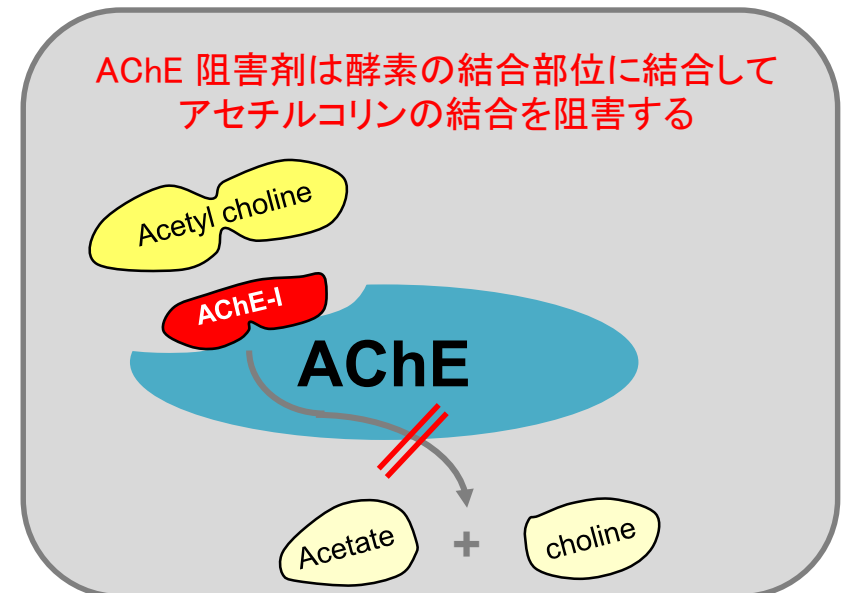 AChE 阻害剤は酵素の結合部位に結合して
アセチルコリンの結合を阻害する
Acetyl choline
AChE-I
AChE
Acetate + choline